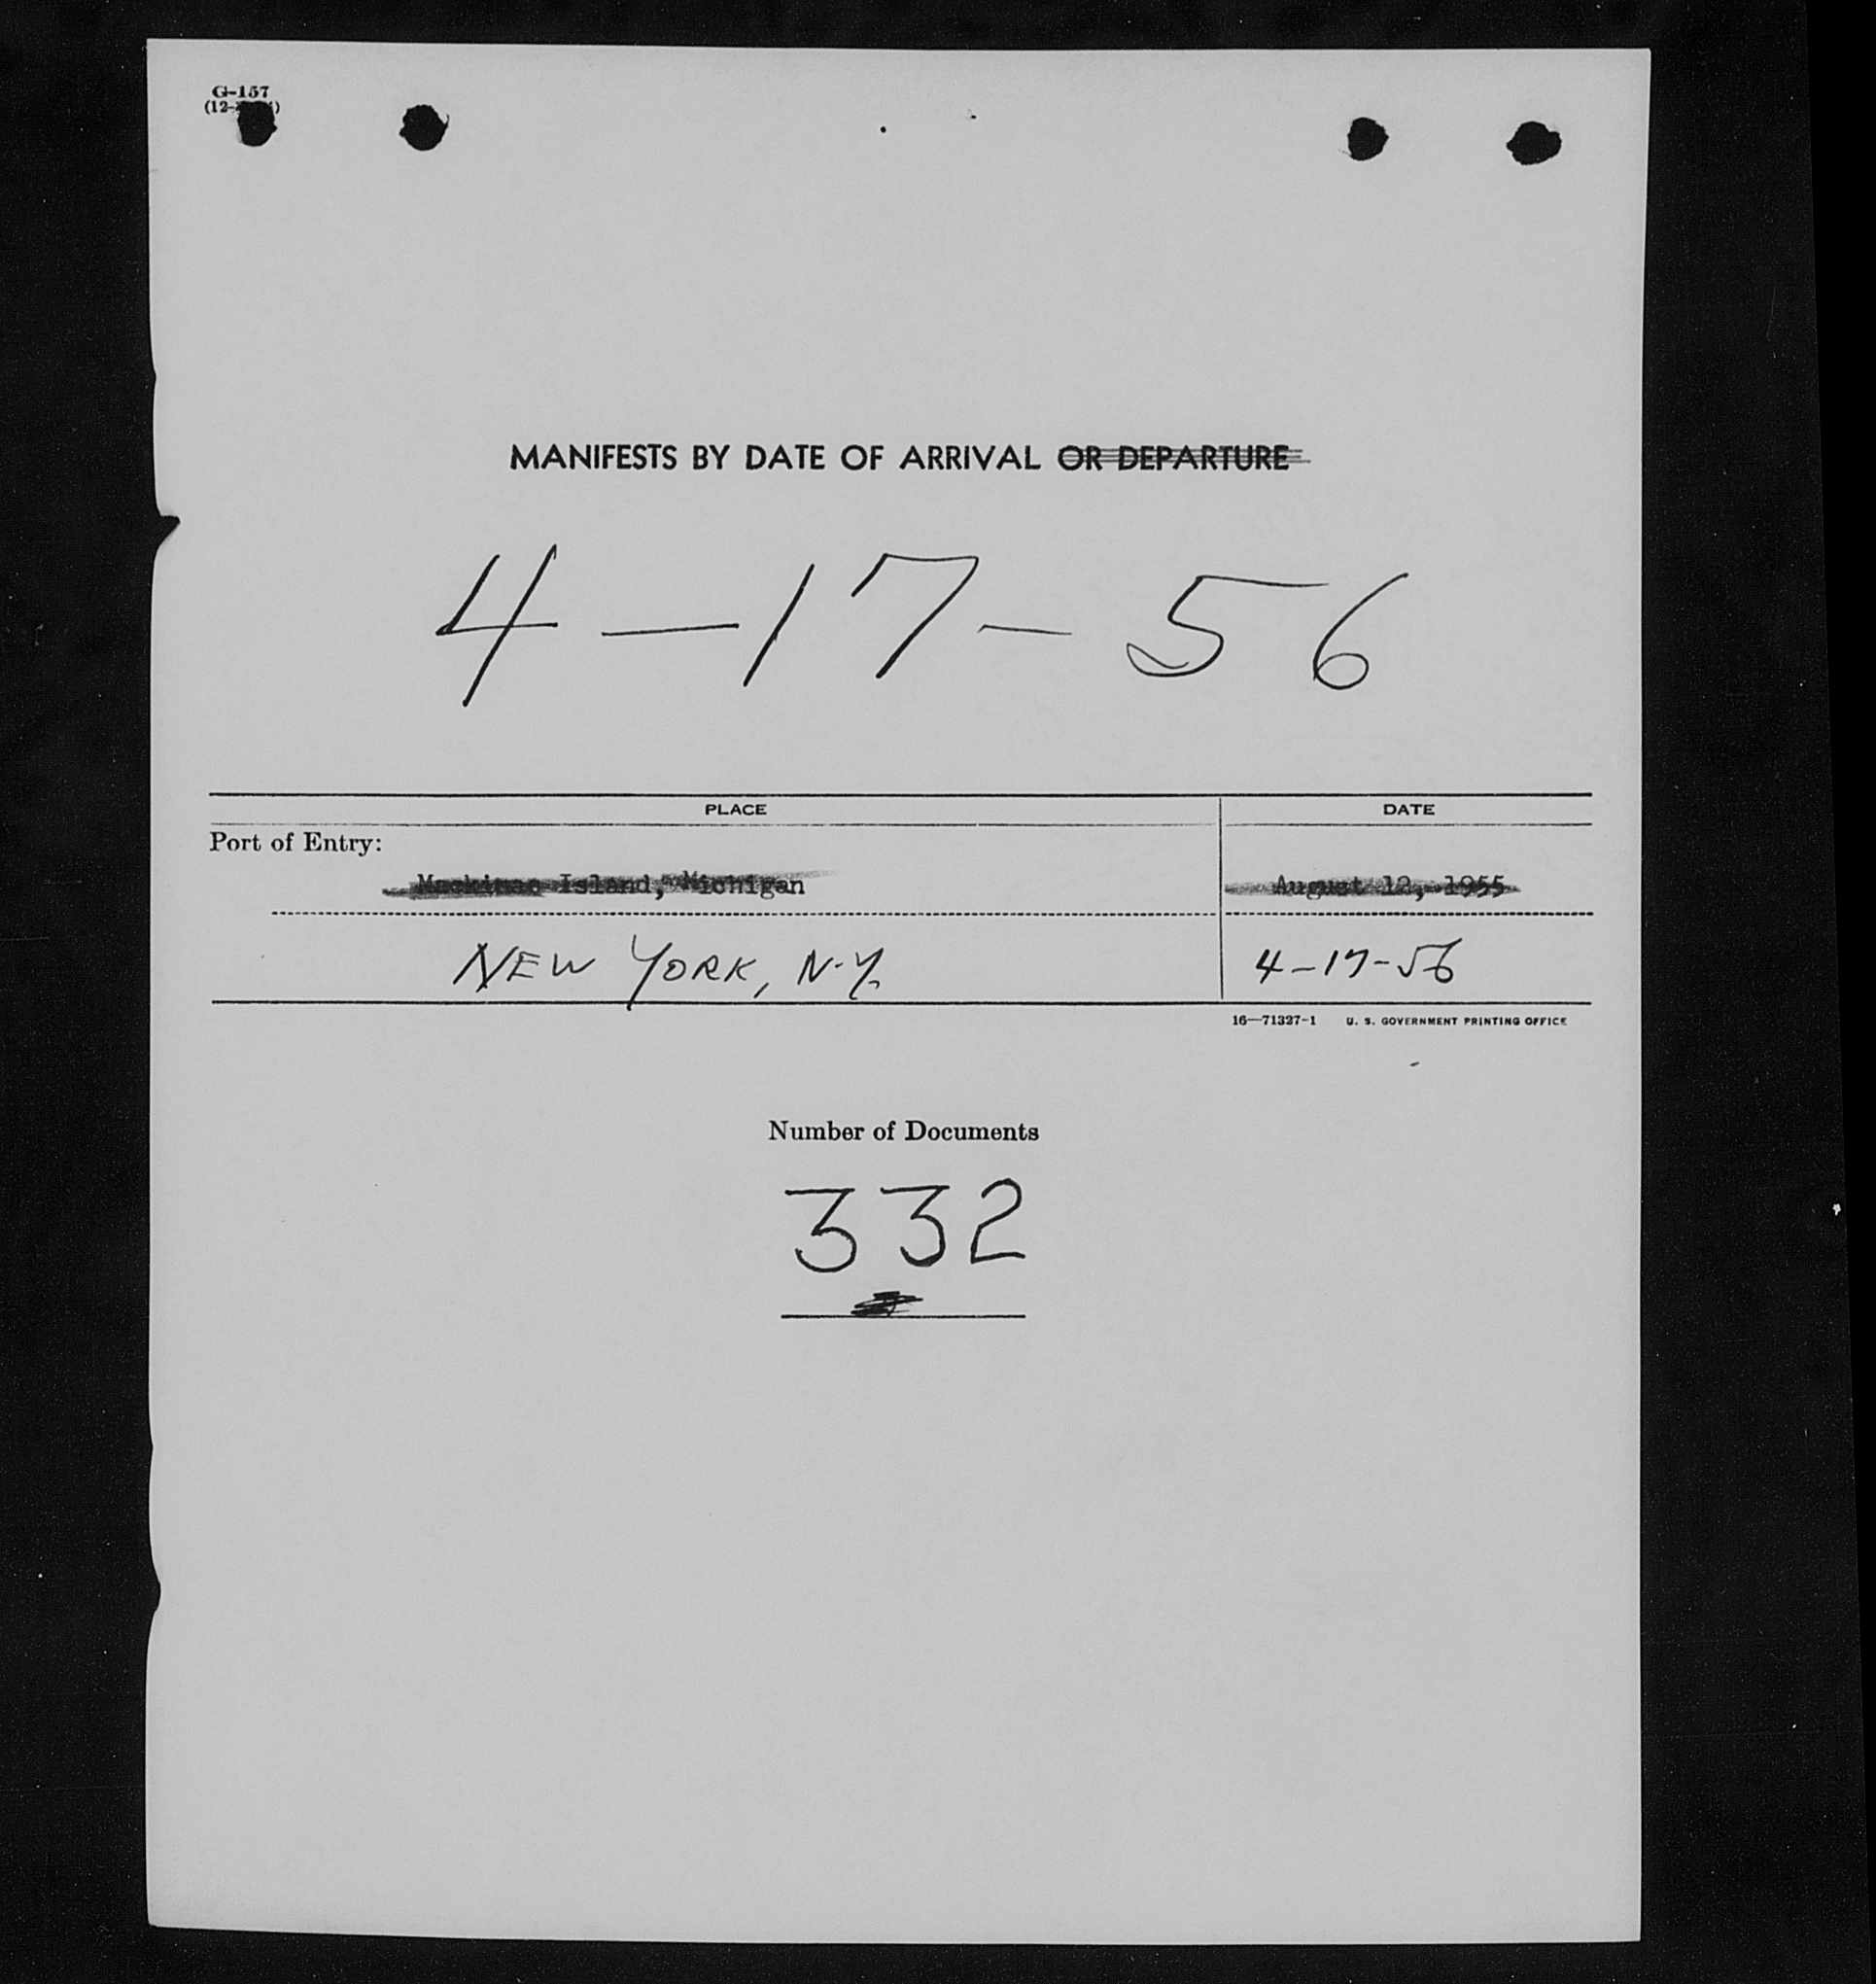 G-157
(12-
MANIFESTS BY DATE OF ARRIVAL OR DEPARTURE
4-17-56
PLACE DATE
Port of Entry:
Mackinac Island, Michigan August 12, 1955
NEW YORK, N.Y. 4-17-56
16—71327-1 U. S. GOVERNMENT PRINTING OFFICE
Number of Documents
332